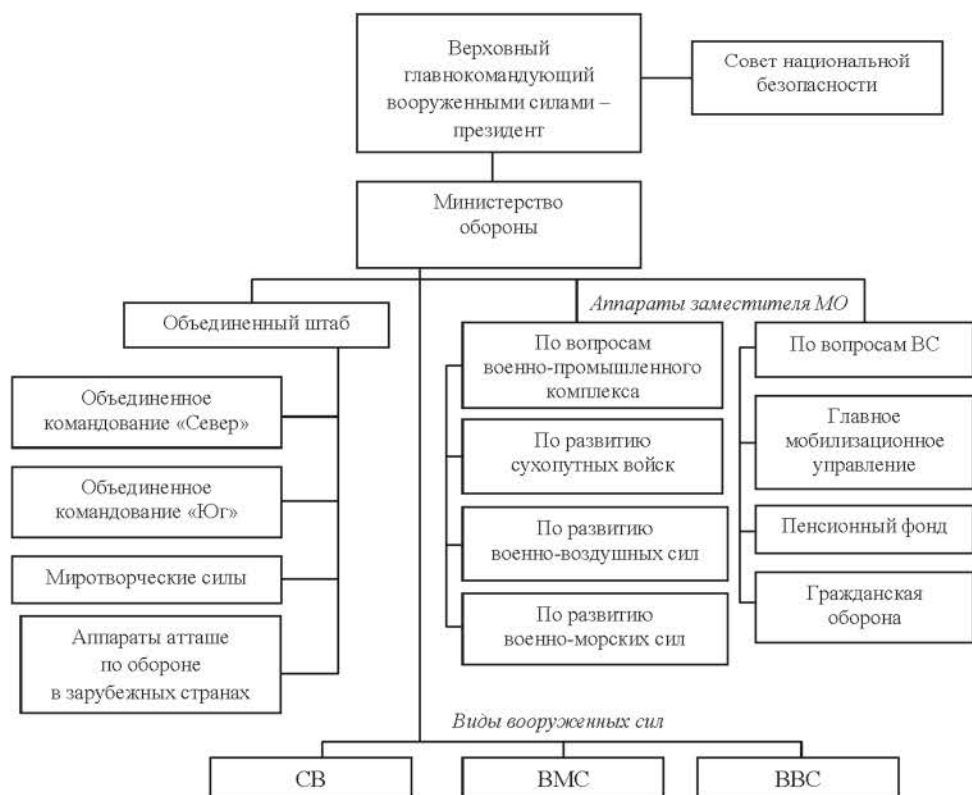 Верховный
главнокомандующий
вооруженными силами –
президент
Совет национальной
безопасности
Министерство
обороны
Аппараты заместителя МО
Объединенный штаб
Объединенное
командование «Север»
Объединенное
командование «Юг»
Миротворческие силы
Аппараты атташе
по обороне
в зарубежных странах
По вопросам
военно-промышленного
комплекса
По развитию
сухопутных войск
По развитию
военно-воздушных сил
По развитию
военно-морских сил
По вопросам ВС
Главное
мобилизационное
управление
Пенсионный фонд
Гражданская
оборона
Виды вооруженных сил
СВ
ВМС
ВВС